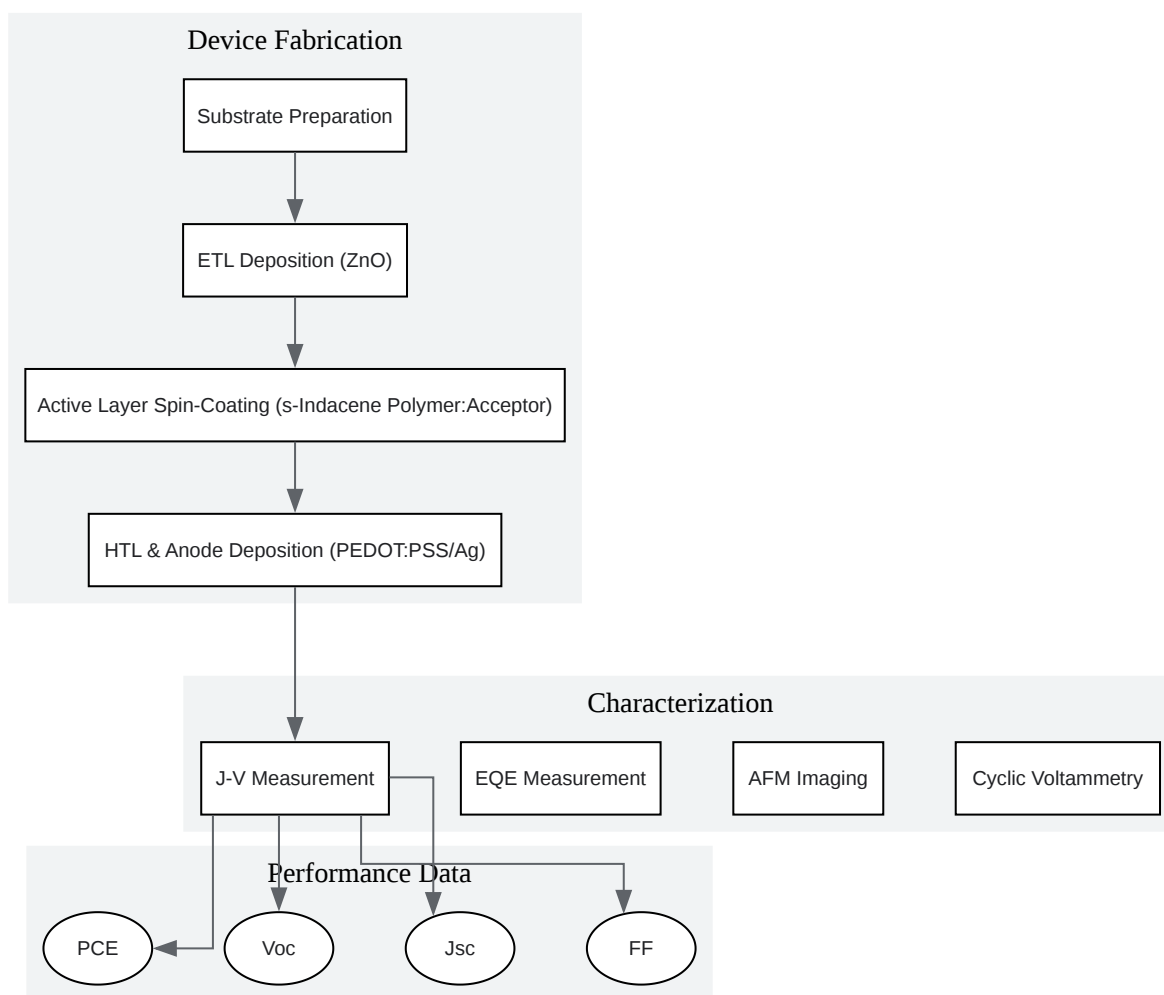 Device Fabrication
Substrate Preparation
ETL Deposition (ZnO)
Active Layer Spin-Coating (s-Indacene Polymer:Acceptor)
HTL & Anode Deposition (PEDOT:PSS/Ag)
Characterization
J-V Measurement
EQE Measurement
AFM Imaging
Cyclic Voltammetry
Performance Data
PCE
Voc
Jsc
FF